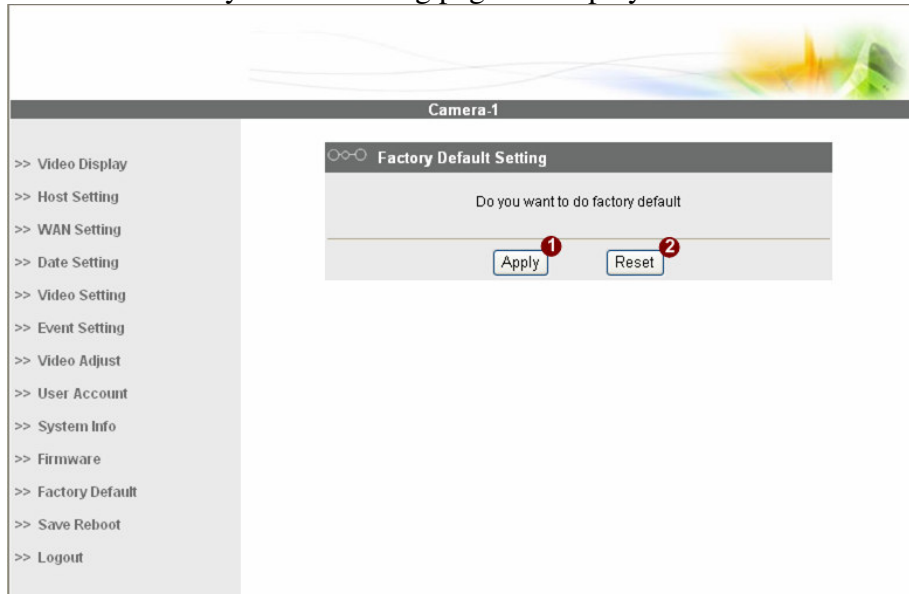 Camera-1
>> Video Display
>> Host Setting
>> WAN Setting
>> Date Setting
>> Video Setting
>> Event Setting
>> Video Adjust
>> User Account
>> System Info
>> Firmware
>> Factory Default
>> Save Reboot
>> Logout
Factory Default Setting
Do you want to do factory default
Apply 1 Reset 2